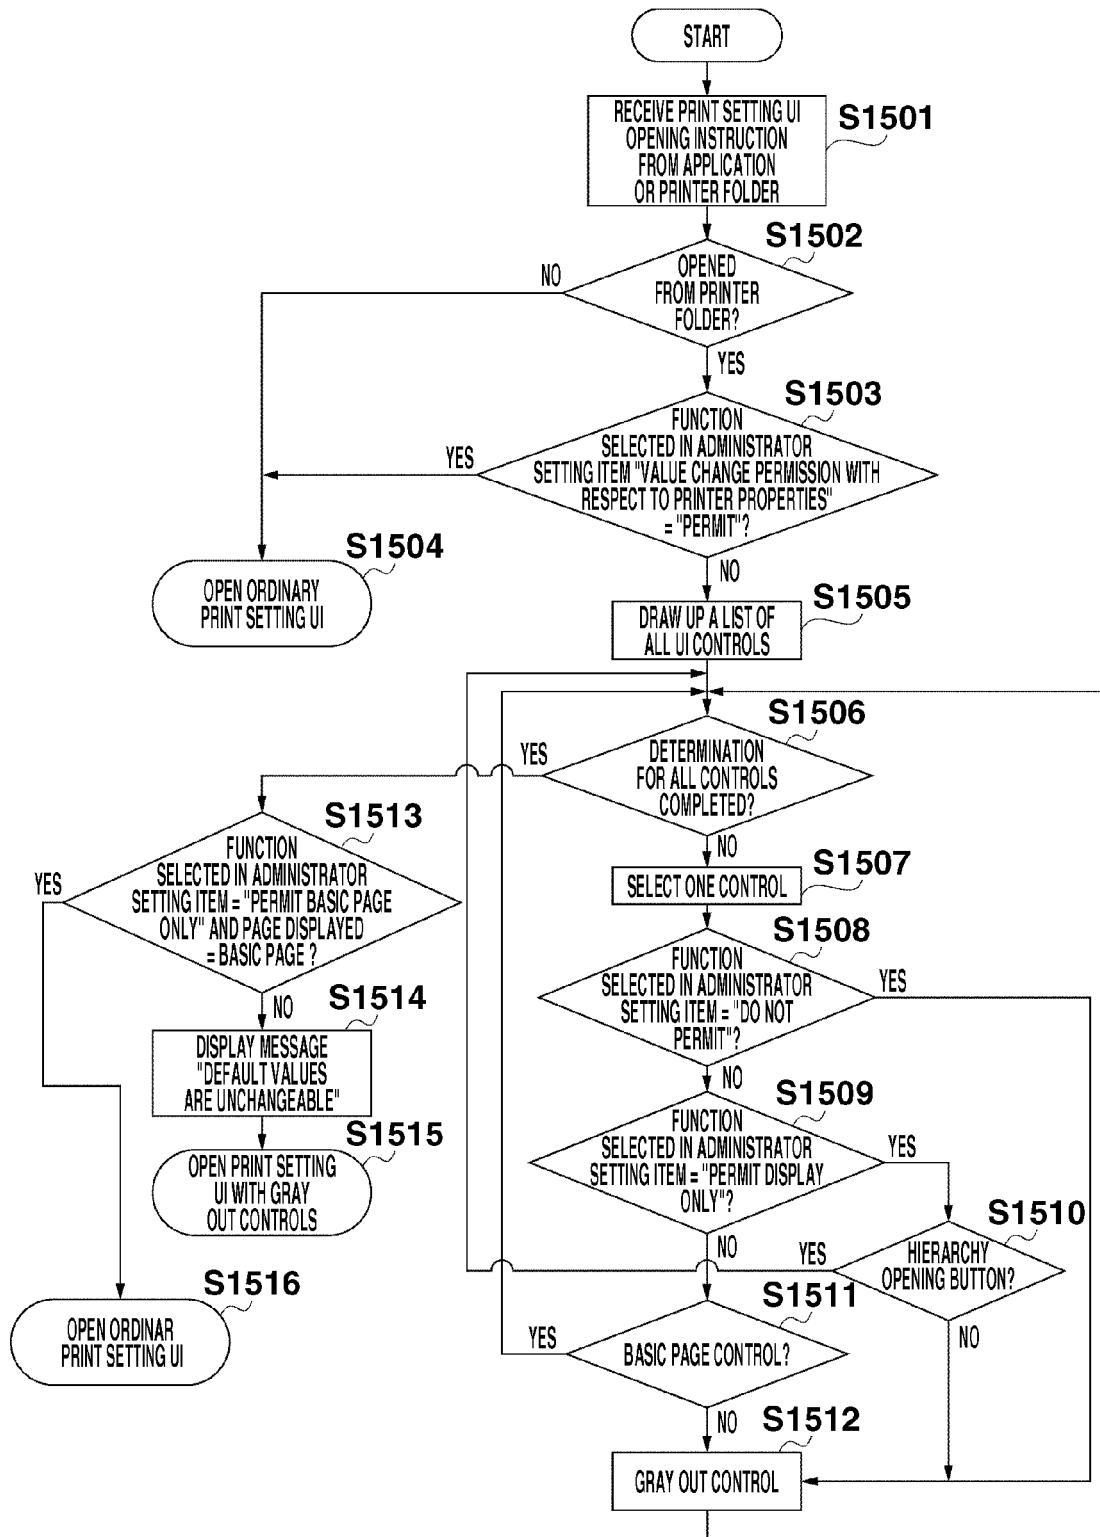 START
RECEIVE PRINT SETTING UI
OPENING INSTRUCTION
FROM APPLICATION
OR PRINTER FOLDER
S1501
S1502
OPENED
FROM PRINTER
FOLDER?
NO
YES
S1503
FUNCTION
SELECTED IN ADMINISTRATOR
SETTING ITEM "VALUE CHANGE PERMISSION WITH
RESPECT TO PRINTER PROPERTIES"
= "PERMIT"?
YES
NO
S1504
OPEN ORDINARY
PRINT SETTING UI
S1505
DRAW UP A LIST OF
ALL UI CONTROLS
S1506
DETERMINATION
FOR ALL CONTROLS
COMPLETED?
YES
NO
S1513
FUNCTION
SELECTED IN ADMINISTRATOR
SETTING ITEM = "PERMIT BASIC PAGE
ONLY" AND PAGE DISPLAYED
= BASIC PAGE ?
YES
NO
S1507
SELECT ONE CONTROL
S1508
FUNCTION
SELECTED IN ADMINISTRATOR
SETTING ITEM = "DO NOT
PERMIT"?
YES
NO
S1514
DISPLAY MESSAGE
"DEFAULT VALUES
ARE UNCHANGEABLE"
S1515
OPEN PRINT SETTING
UI WITH GRAY
OUT CONTROLS
S1509
FUNCTION
SELECTED IN ADMINISTRATOR
SETTING ITEM = "PERMIT DISPLAY
ONLY"?
YES
NO
S1510
HIERARCHY
OPENING BUTTON?
YES
NO
S1516
OPEN ORDINAR
PRINT SETTING UI
S1511
BASIC PAGE CONTROL?
YES
NO
S1512
GRAY OUT CONTROL